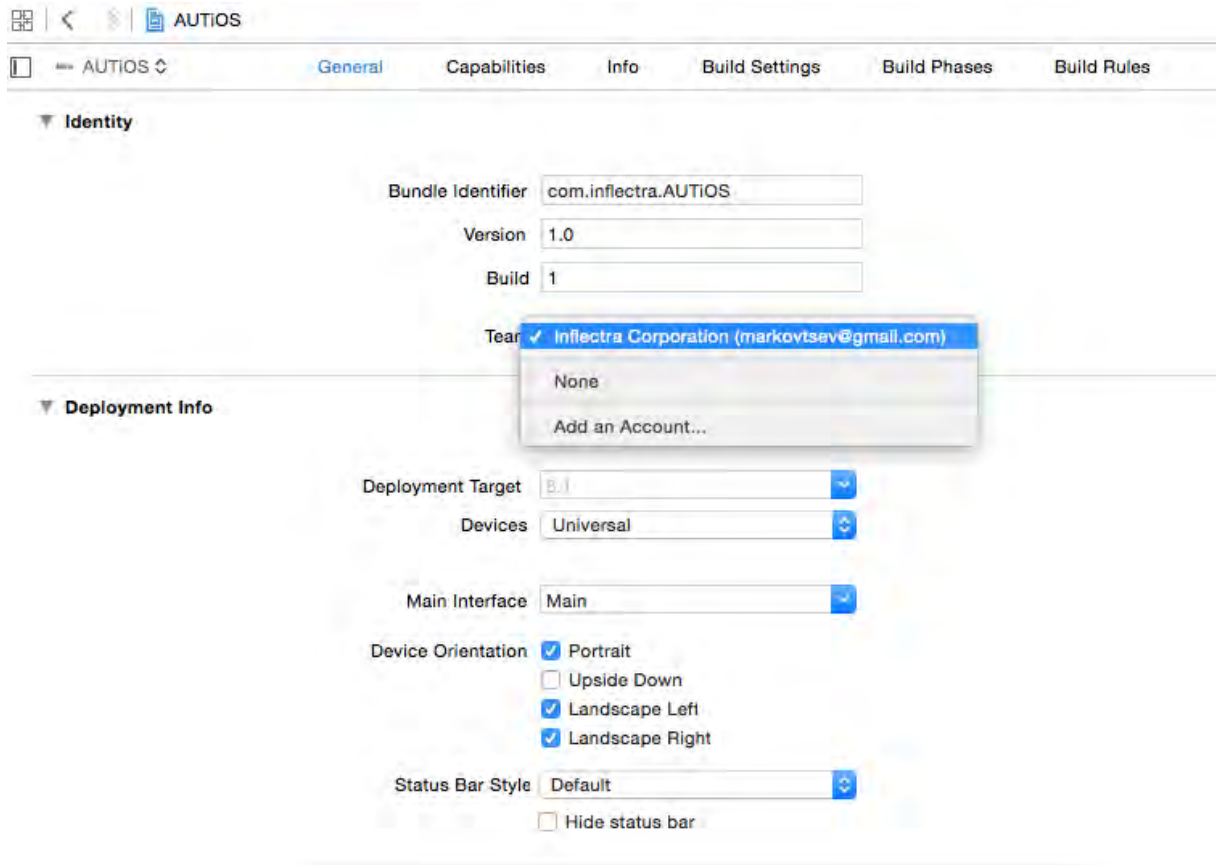 AUTiOS
AUTiOS General Capabilities Info Build Settings Build Phases Build Rules
Identity
Bundle Identifier com.inflectra.AUTiOS
Version 1.0
Build 1
Tear ✓ Inflectra Corporation (markovtsev@gmail.com)
None
Deployment Info
Add an Account...
Deployment Target 8.1
Devices Universal
Main Interface Main
Device Orientation Portrait
Upside Down
Landscape Left
Landscape Right
Status Bar Style Default
Hide status bar